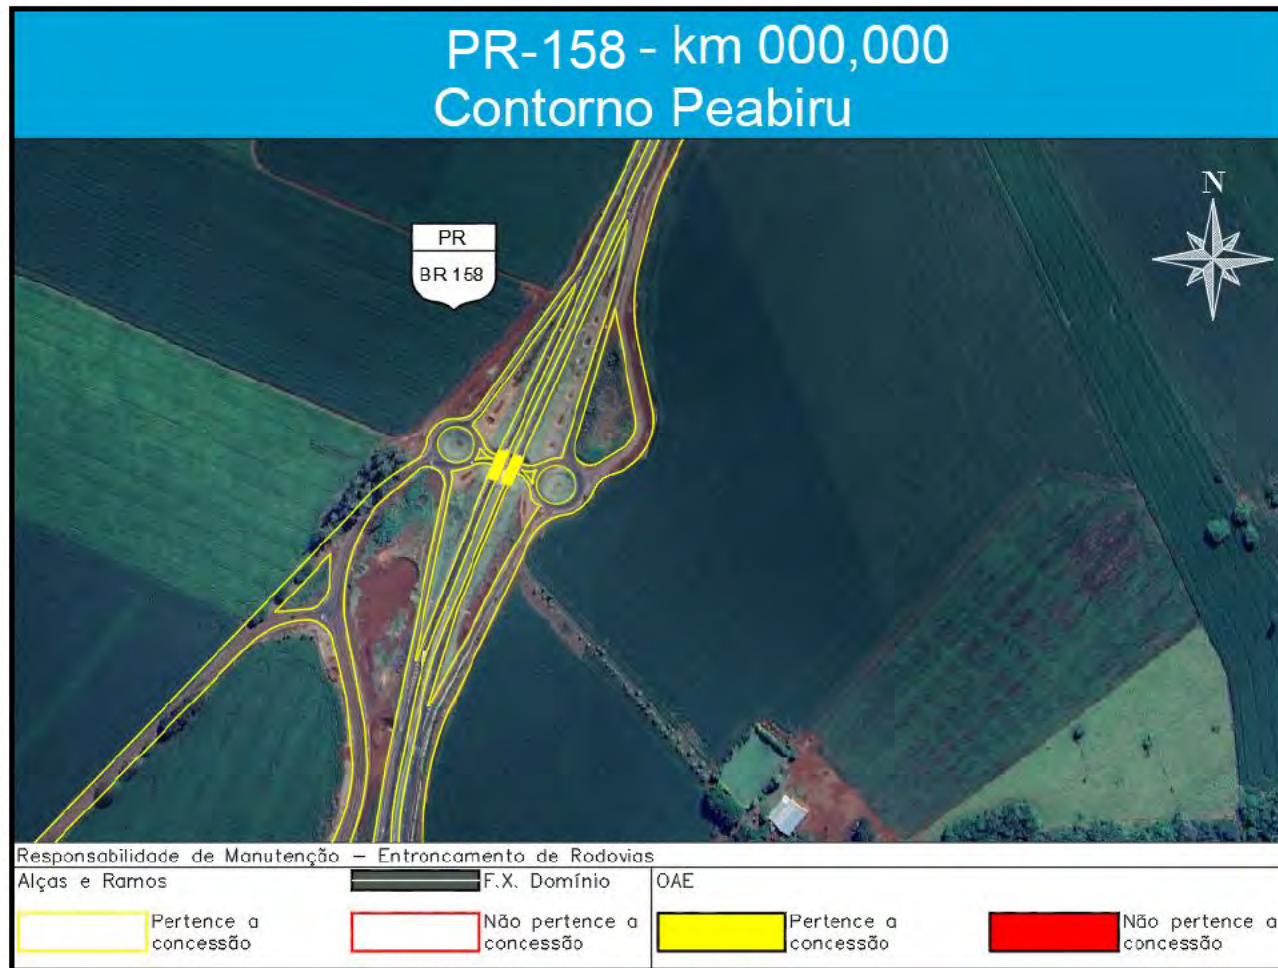 PR-158 - km 000,000
Contorno Peabiru
N
PR
BR 158
Responsabilidade de Manutenção – Entroncamento de Rodovias
Alças e Ramos
F.X. Domínio
OAE
Pertence a
concessão
Não pertence a
concessão
Pertence a
concessão
Não pertence a
concessão